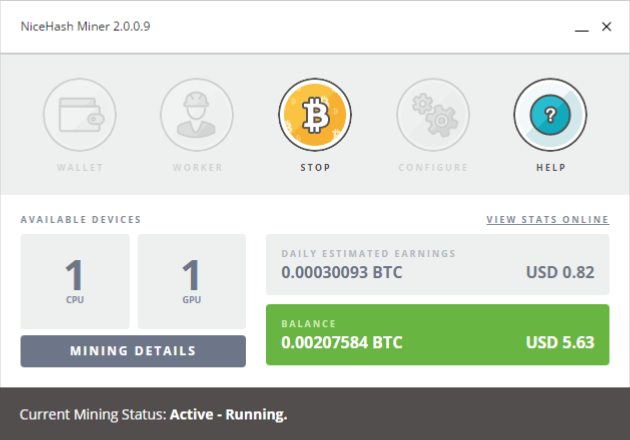 NiceHash Miner 2.0.0.9
WALLET
WORKER
STOP
CONFIGURE
?
HELP
AVAILABLE DEVICES
VIEW STATS ONLINE
1
CPU
1
GPU
MINING DETAILS
DAILY ESTIMATED EARNINGS
0.00030093 BTC USD 0.82
BALANCE
0.00207584 BTC USD 5.63
Current Mining Status: Active - Running.